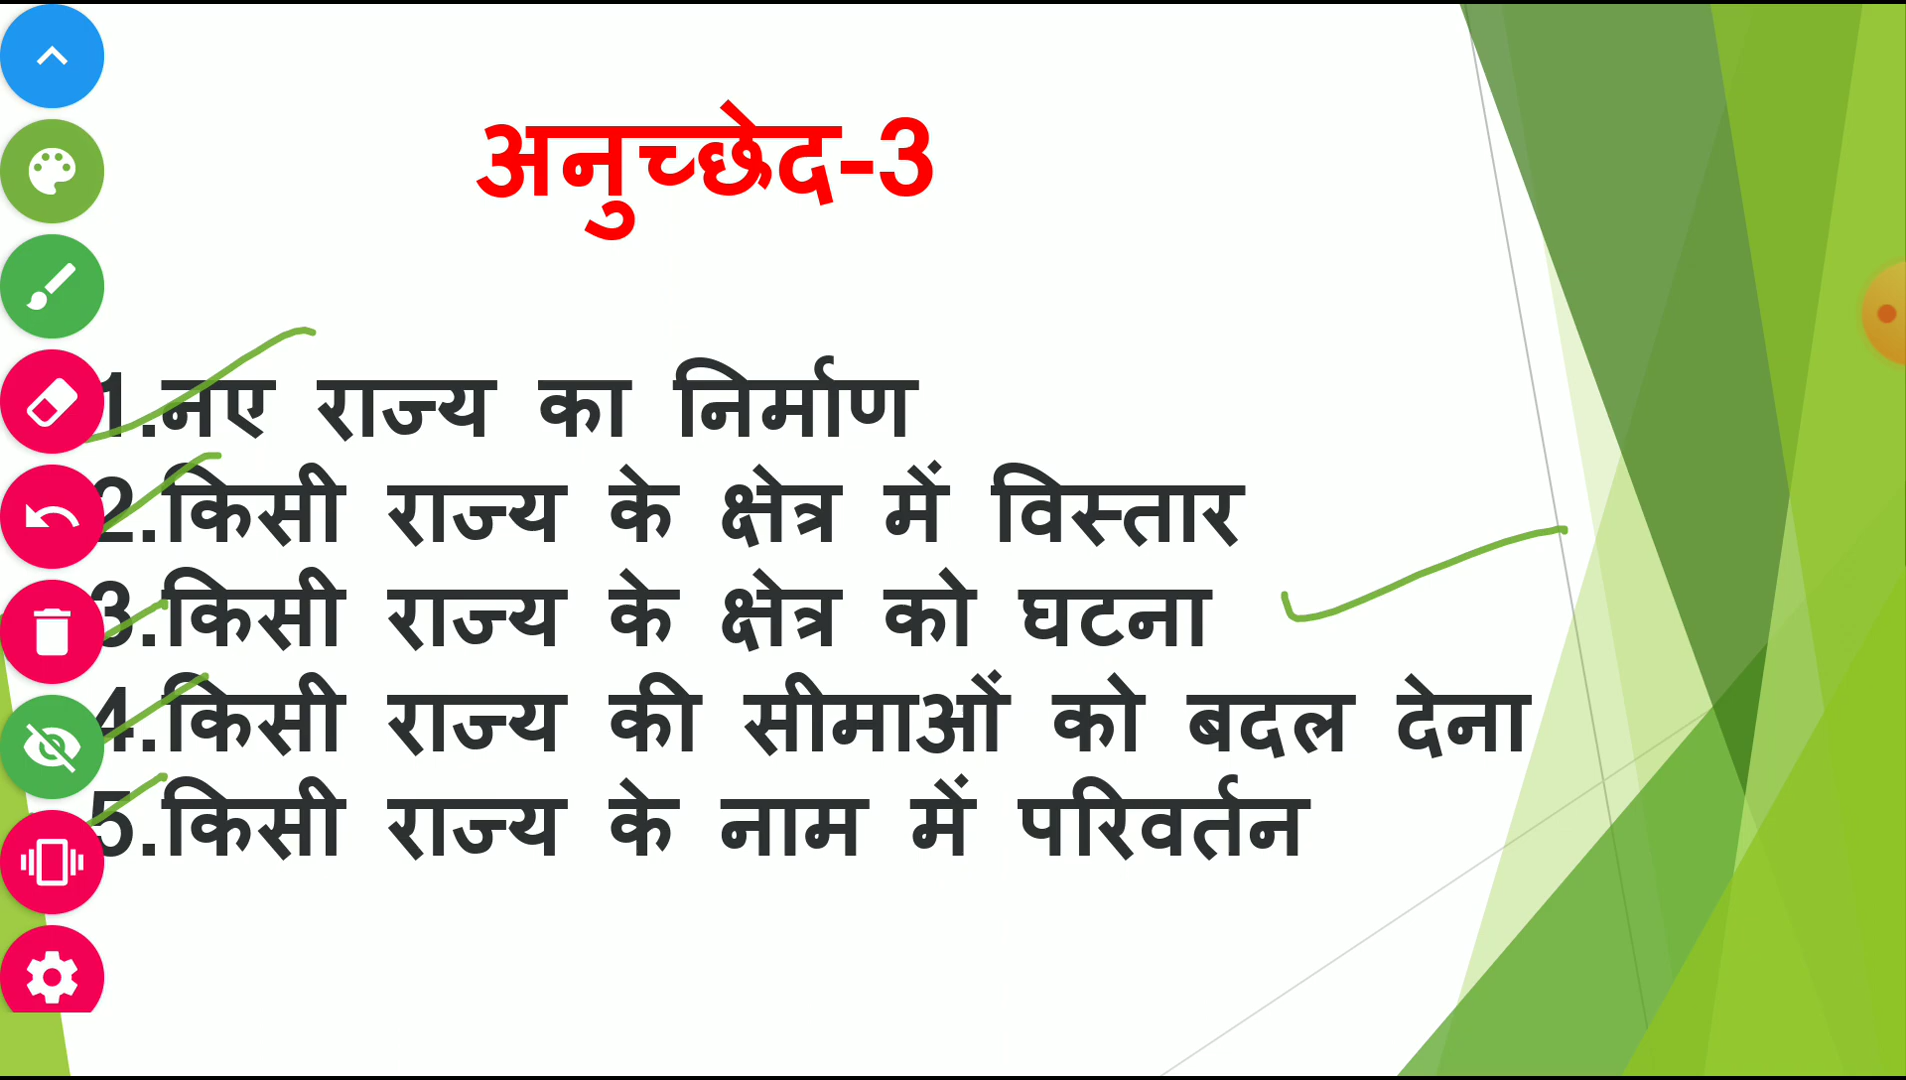 अनुच्छेद-3
1.नए राज्य का निर्माण
2.किसी राज्य के क्षेत्र में विस्तार
3.किसी राज्य के क्षेत्र को घटना
4.किसी राज्य की सीमाओं को बदल देना
5.किसी राज्य के नाम में परिवर्तन